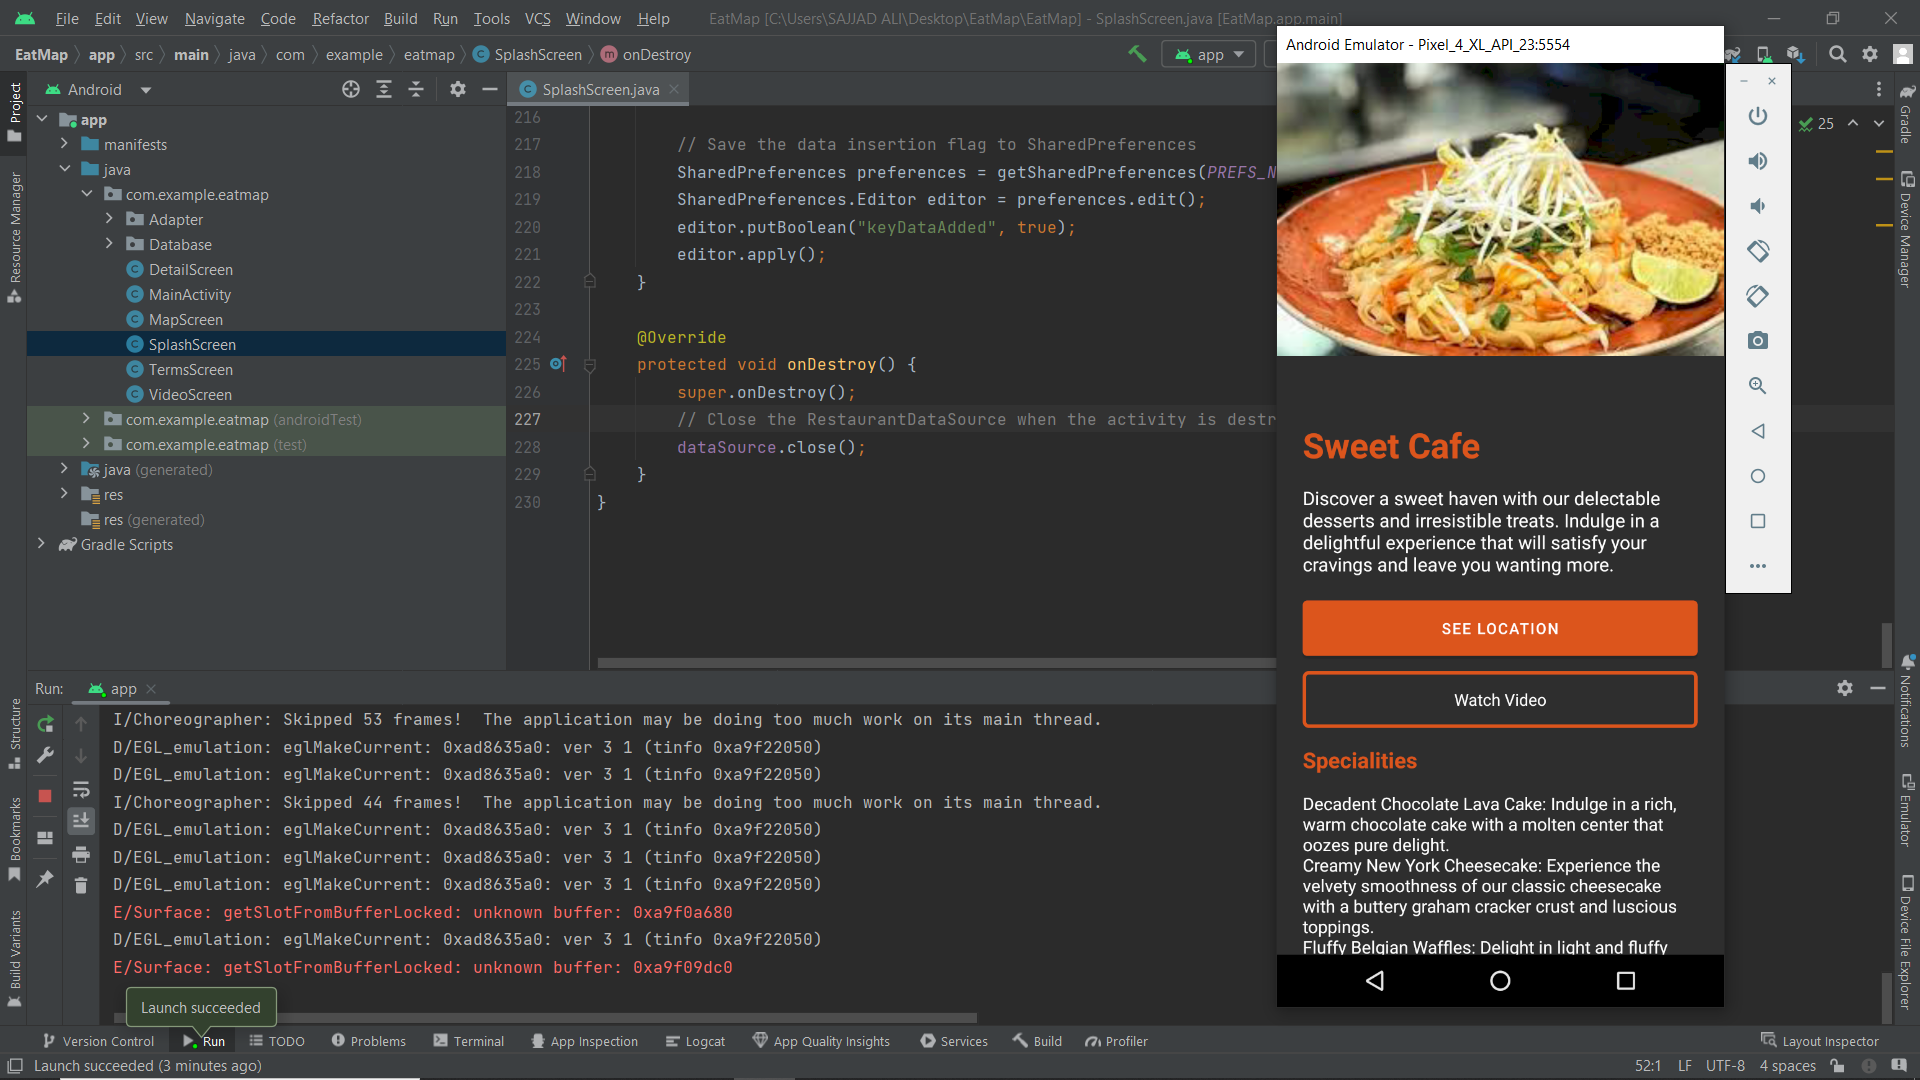 File Edit View Navigate Code Refactor Build Run Tools VCS Window Help EatMap [C:\Users\SAJJAD ALI\Desktop\EatMap\EatMap] - SplashScreen.java [EatMap.app.main]
EatMap app src main java com example eatmap SplashScreen onDestroy app
Android Emulator - Pixel_4_XL_API_23:5554
Project
Resource Manager
Structure
Bookmarks
Build Variants
Android
app
manifests
java
com.example.eatmap
Adapter
Database
DetailScreen
MainActivity
MapScreen
SplashScreen
TermsScreen
VideoScreen
com.example.eatmap (androidTest)
com.example.eatmap (test)
java (generated)
res
res (generated)
Gradle Scripts
SplashScreen.java
25
216
217 // Save the data insertion flag to SharedPreferences
218 SharedPreferences preferences = getSharedPreferences(PREFS_N
219 SharedPreferences.Editor editor = preferences.edit();
220 editor.putBoolean("keyDataAdded", true);
221 editor.apply();
222 }
223
224 @Override
225 protected void onDestroy() {
226 super.onDestroy();
227 // Close the RestaurantDataSource when the activity is destr
228 dataSource.close();
229 }
230 }
Sweet Cafe
Discover a sweet haven with our delectable
desserts and irresistible treats. Indulge in a
delightful experience that will satisfy your
cravings and leave you wanting more.
SEE LOCATION
Watch Video
Specialities
Decadent Chocolate Lava Cake: Indulge in a rich,
warm chocolate cake with a molten center that
oozes pure delight.
Creamy New York Cheesecake: Experience the
velvety smoothness of our classic cheesecake
with a buttery graham cracker crust and luscious
toppings.
Fluffy Belgian Waffles: Delight in light and fluffy
Gradle
Device Manager
Notifications
Emulator
Device File Explorer
Run: app
I/Choreographer: Skipped 53 frames!  The application may be doing too much work on its main thread.
D/EGL_emulation: eglMakeCurrent: 0xad8635a0: ver 3 1 (tinfo 0xa9f22050)
D/EGL_emulation: eglMakeCurrent: 0xad8635a0: ver 3 1 (tinfo 0xa9f22050)
I/Choreographer: Skipped 44 frames!  The application may be doing too much work on its main thread.
D/EGL_emulation: eglMakeCurrent: 0xad8635a0: ver 3 1 (tinfo 0xa9f22050)
D/EGL_emulation: eglMakeCurrent: 0xad8635a0: ver 3 1 (tinfo 0xa9f22050)
D/EGL_emulation: eglMakeCurrent: 0xad8635a0: ver 3 1 (tinfo 0xa9f22050)
E/Surface: getSlotFromBufferLocked: unknown buffer: 0xa9f0a680
D/EGL_emulation: eglMakeCurrent: 0xad8635a0: ver 3 1 (tinfo 0xa9f22050)
E/Surface: getSlotFromBufferLocked: unknown buffer: 0xa9f09dc0
Launch succeeded
Version Control Run TODO Problems Terminal App Inspection Logcat App Quality Insights Services Build Profiler Layout Inspector
Launch succeeded (3 minutes ago) 52:1 LF UTF-8 4 spaces